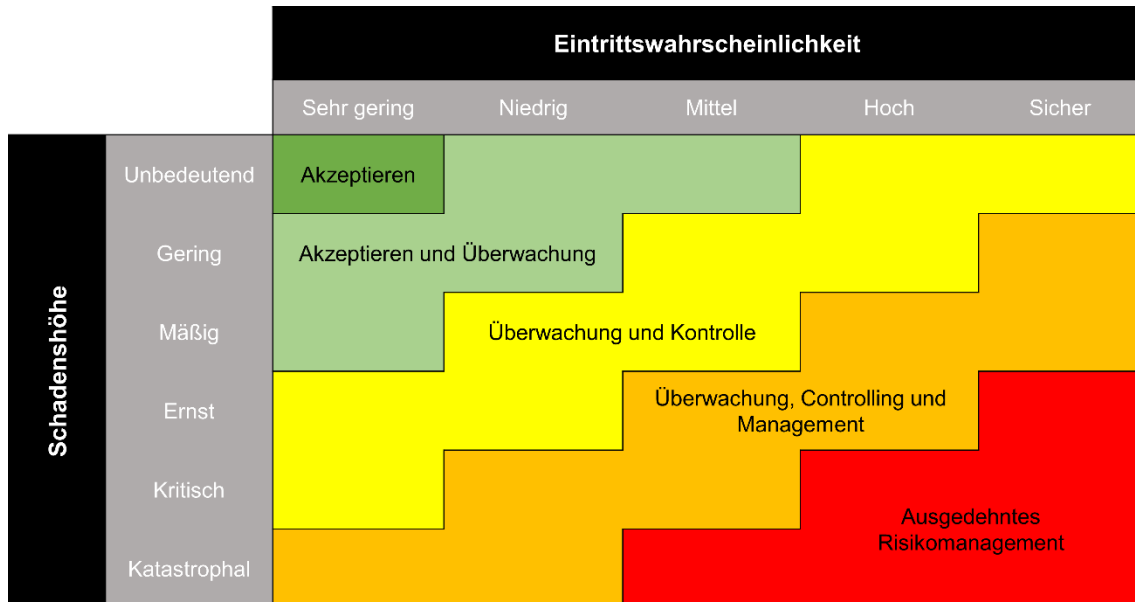 Eintrittswahrscheinlichkeit
Sehr gering Niedrig Mittel Hoch Sicher
Schadenshöhe
Unbedeutend Akzeptieren
Gering Akzeptieren und Überwachung
Mäßig Überwachung und Kontrolle
Ernst Überwachung, Controlling und
Management
Kritisch
Ausgedehntes
Risikomanagement
Katastrophal